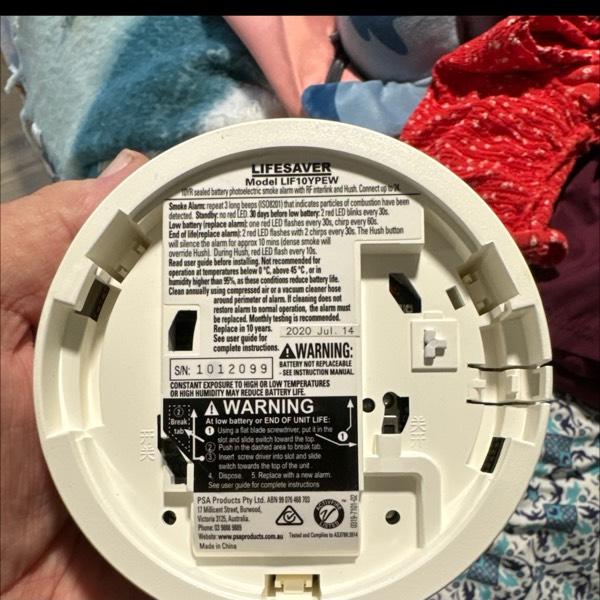 LIFESAVER
Model LIF10YPEW
10YR sealed battery photoelectric smoke alarm with RF interlink and Hush. Connect up to 24.
Smoke Alarm: repeat 3 long beeps (ISO8201) that indicates particles of combustion have been
detected. Standby: no red LED. 30 days before low battery: 2 red LED blinks every 30s.
Low battery (replace alarm): one red LED flashes every 30s, chirp every 60s.
End of life(replace alarm): 2 red LED flashes with 2 chirps every 30s. The Hush button
will silence the alarm for approx 10 mins (dense smoke will
override Hush). During Hush, red LED flash every 10s.
Read user guide before installing. Not recommended for
operation at temperatures below 0 °C, above 45 °C, or in
humidity higher than 95%, as these conditions reduce battery life.
Clean annually using compressed air or a vacuum cleaner hose
around perimeter of alarm. If cleaning does not
restore alarm to normal operation, the alarm must
be replaced. Monthly testing is recommended.
Replace in 10 years.
See user guide for
complete instructions.
2020 Jul. 14
WARNING:
BATTERY NOT REPLACEABLE
- SEE INSTRUCTION MANUAL
S/N: 1012099
CONSTANT EXPOSURE TO HIGH OR LOW TEMPERATURES
OR HIGH HUMIDITY MAY REDUCE BATTERY LIFE.
WARNING
At low battery or END OF UNIT LIFE:
1 Using a flat blade screwdriver, put it in the
slot and slide switch toward the top.
2 Push in the dashed area to break tab.
3 Insert screw driver into slot and slide
switch towards the top of the unit.
4. Dispose. 5. Replace with a new alarm.
See user guide for complete instructions
2
Break
tab
3
1
开
关
关
开
PSA Products Pty Ltd. ABN 99 076 468 703
17 Millicent Street, Burwood,
Victoria 3125, Australia.
Phone: 03 9888 9889
Website: www.psaproducts.com.au
Made in China
ACTIVFIRE
LISTED
Tested and Complies to AS3786:2014